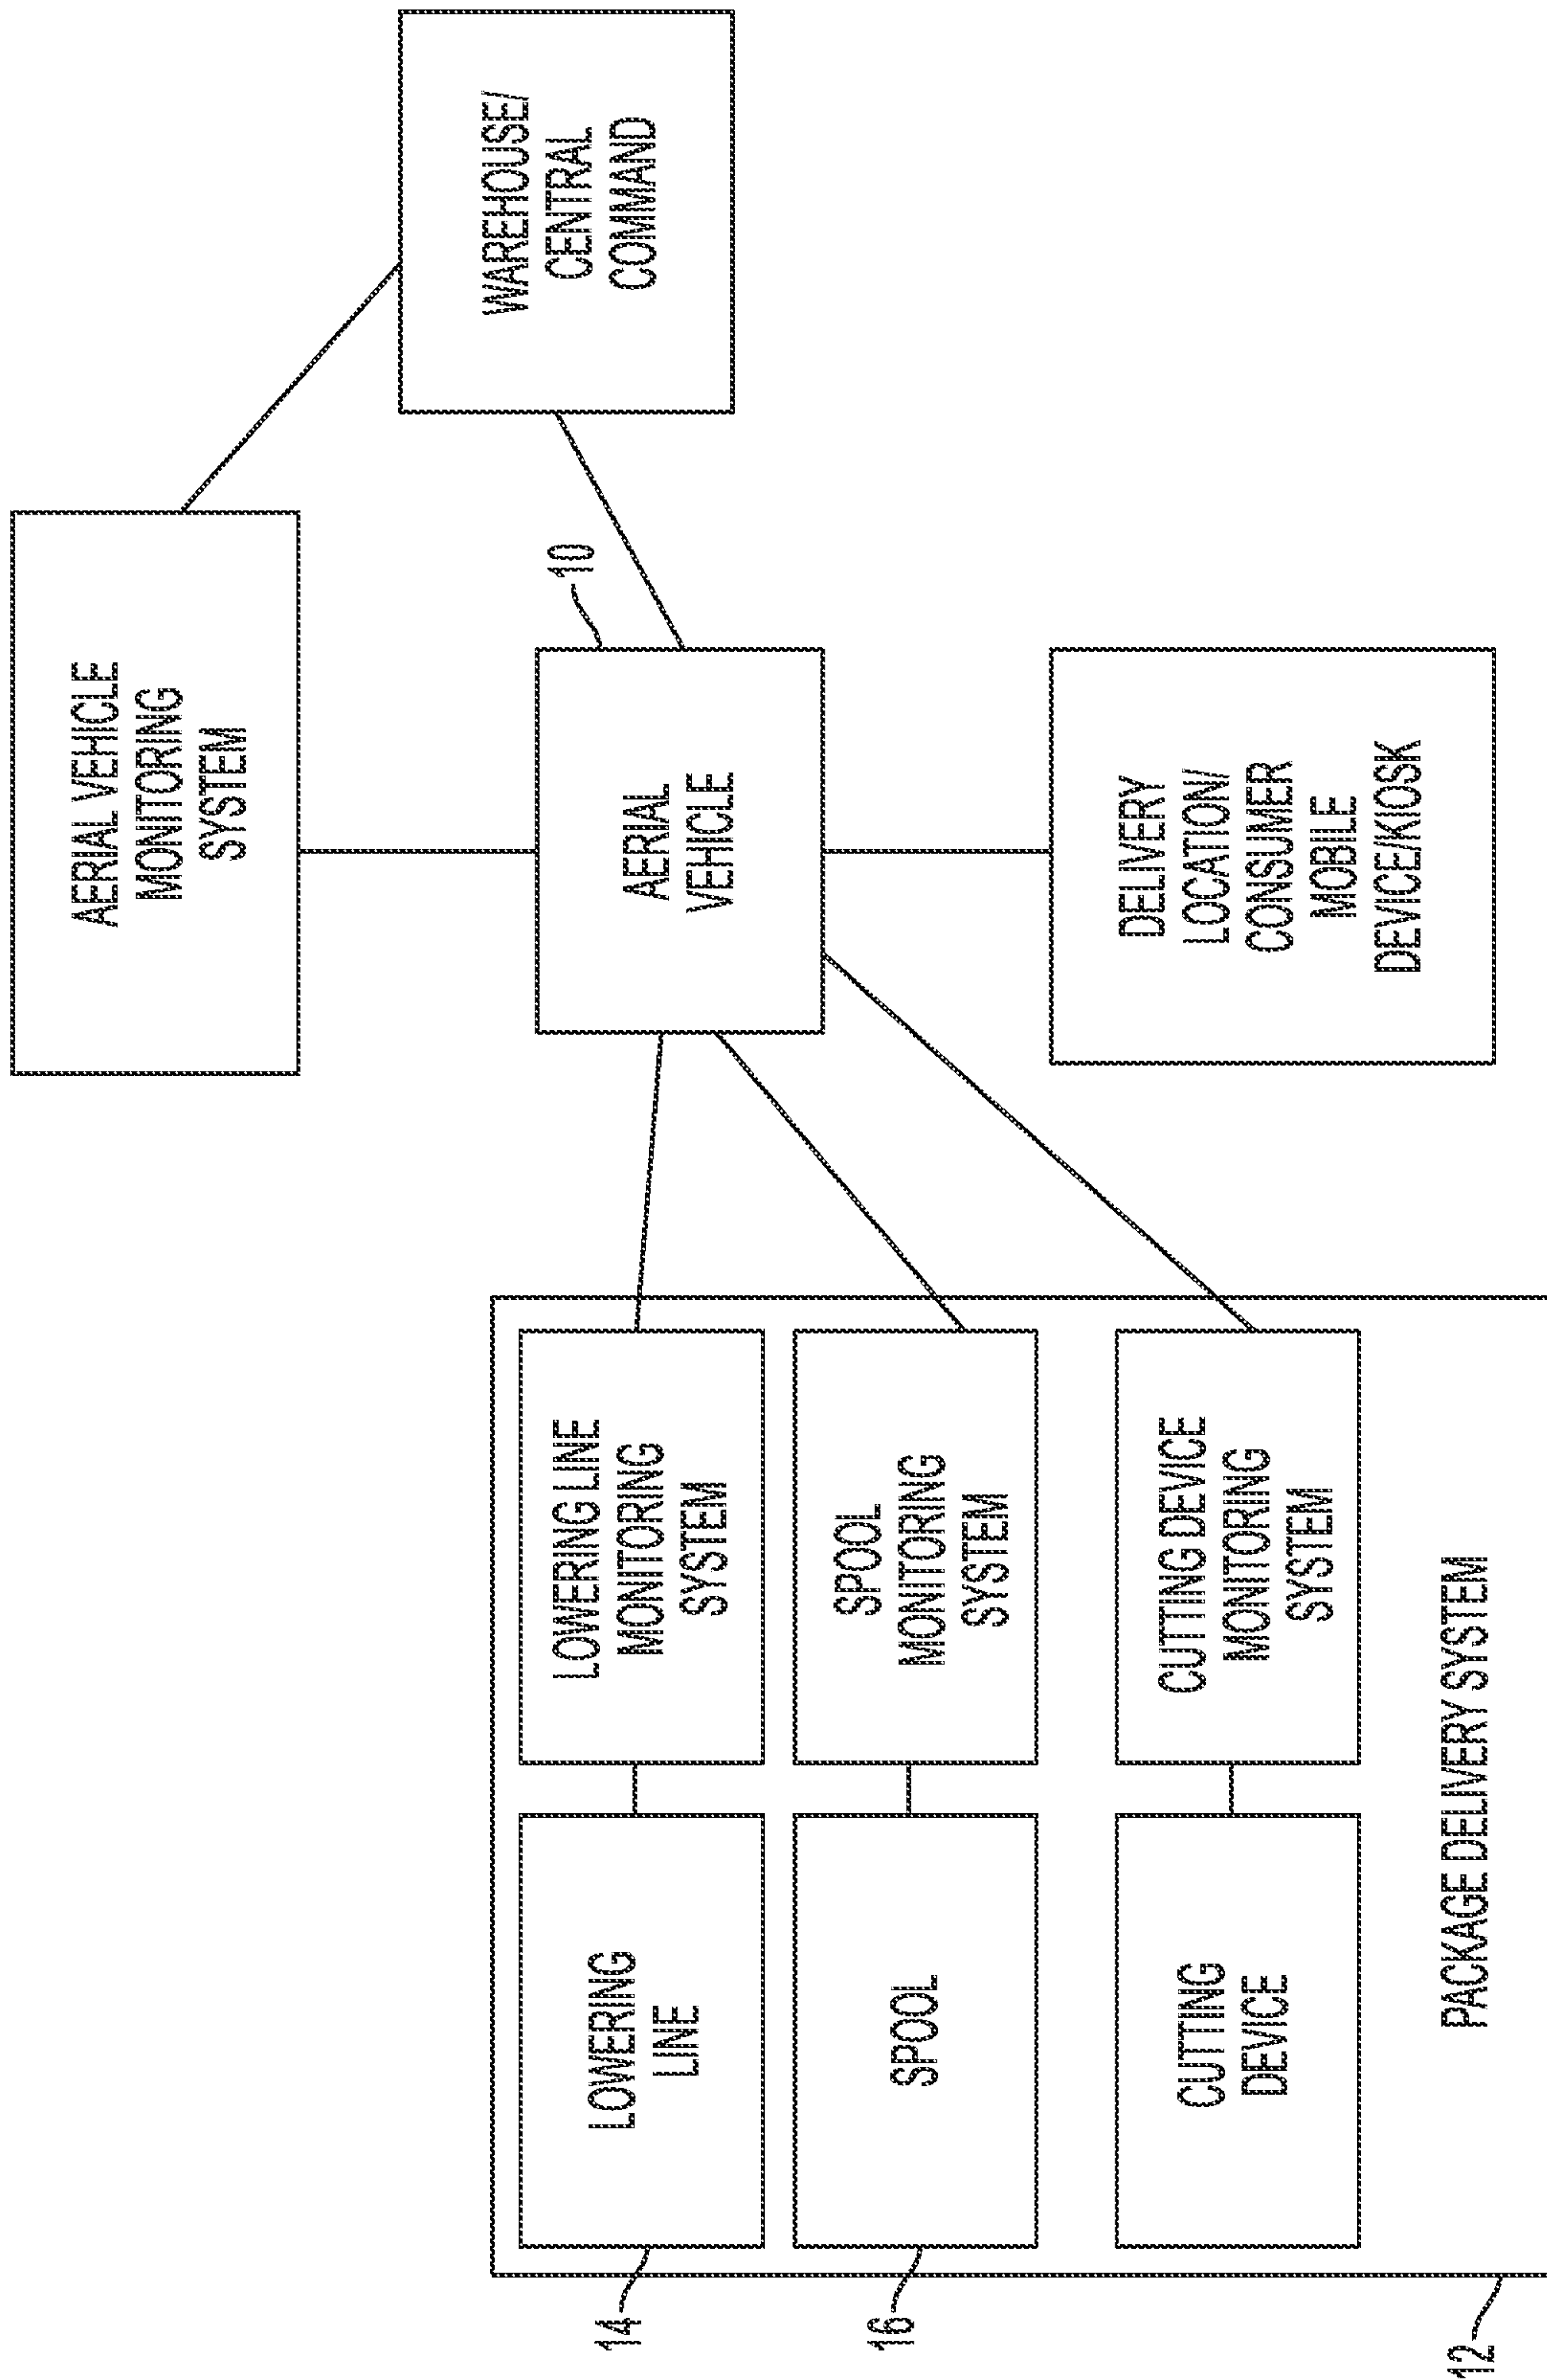 AERIAL VEHICLE
MONITORING
SYSTEM
WAREHOUSE/
CENTRAL
COMMAND
10
AERIAL
VEHICLE
DELIVERY
LOCATION/
CONSUMER
MOBILE
DEVICE/KIOSK
14
LOWERING
LINE
LOWERING LINE
MONITORING
SYSTEM
16
SPOOL
SPOOL
MONITORING
SYSTEM
CUTTING
DEVICE
CUTTING DEVICE
MONITORING
SYSTEM
12
PACKAGE DELIVERY SYSTEM